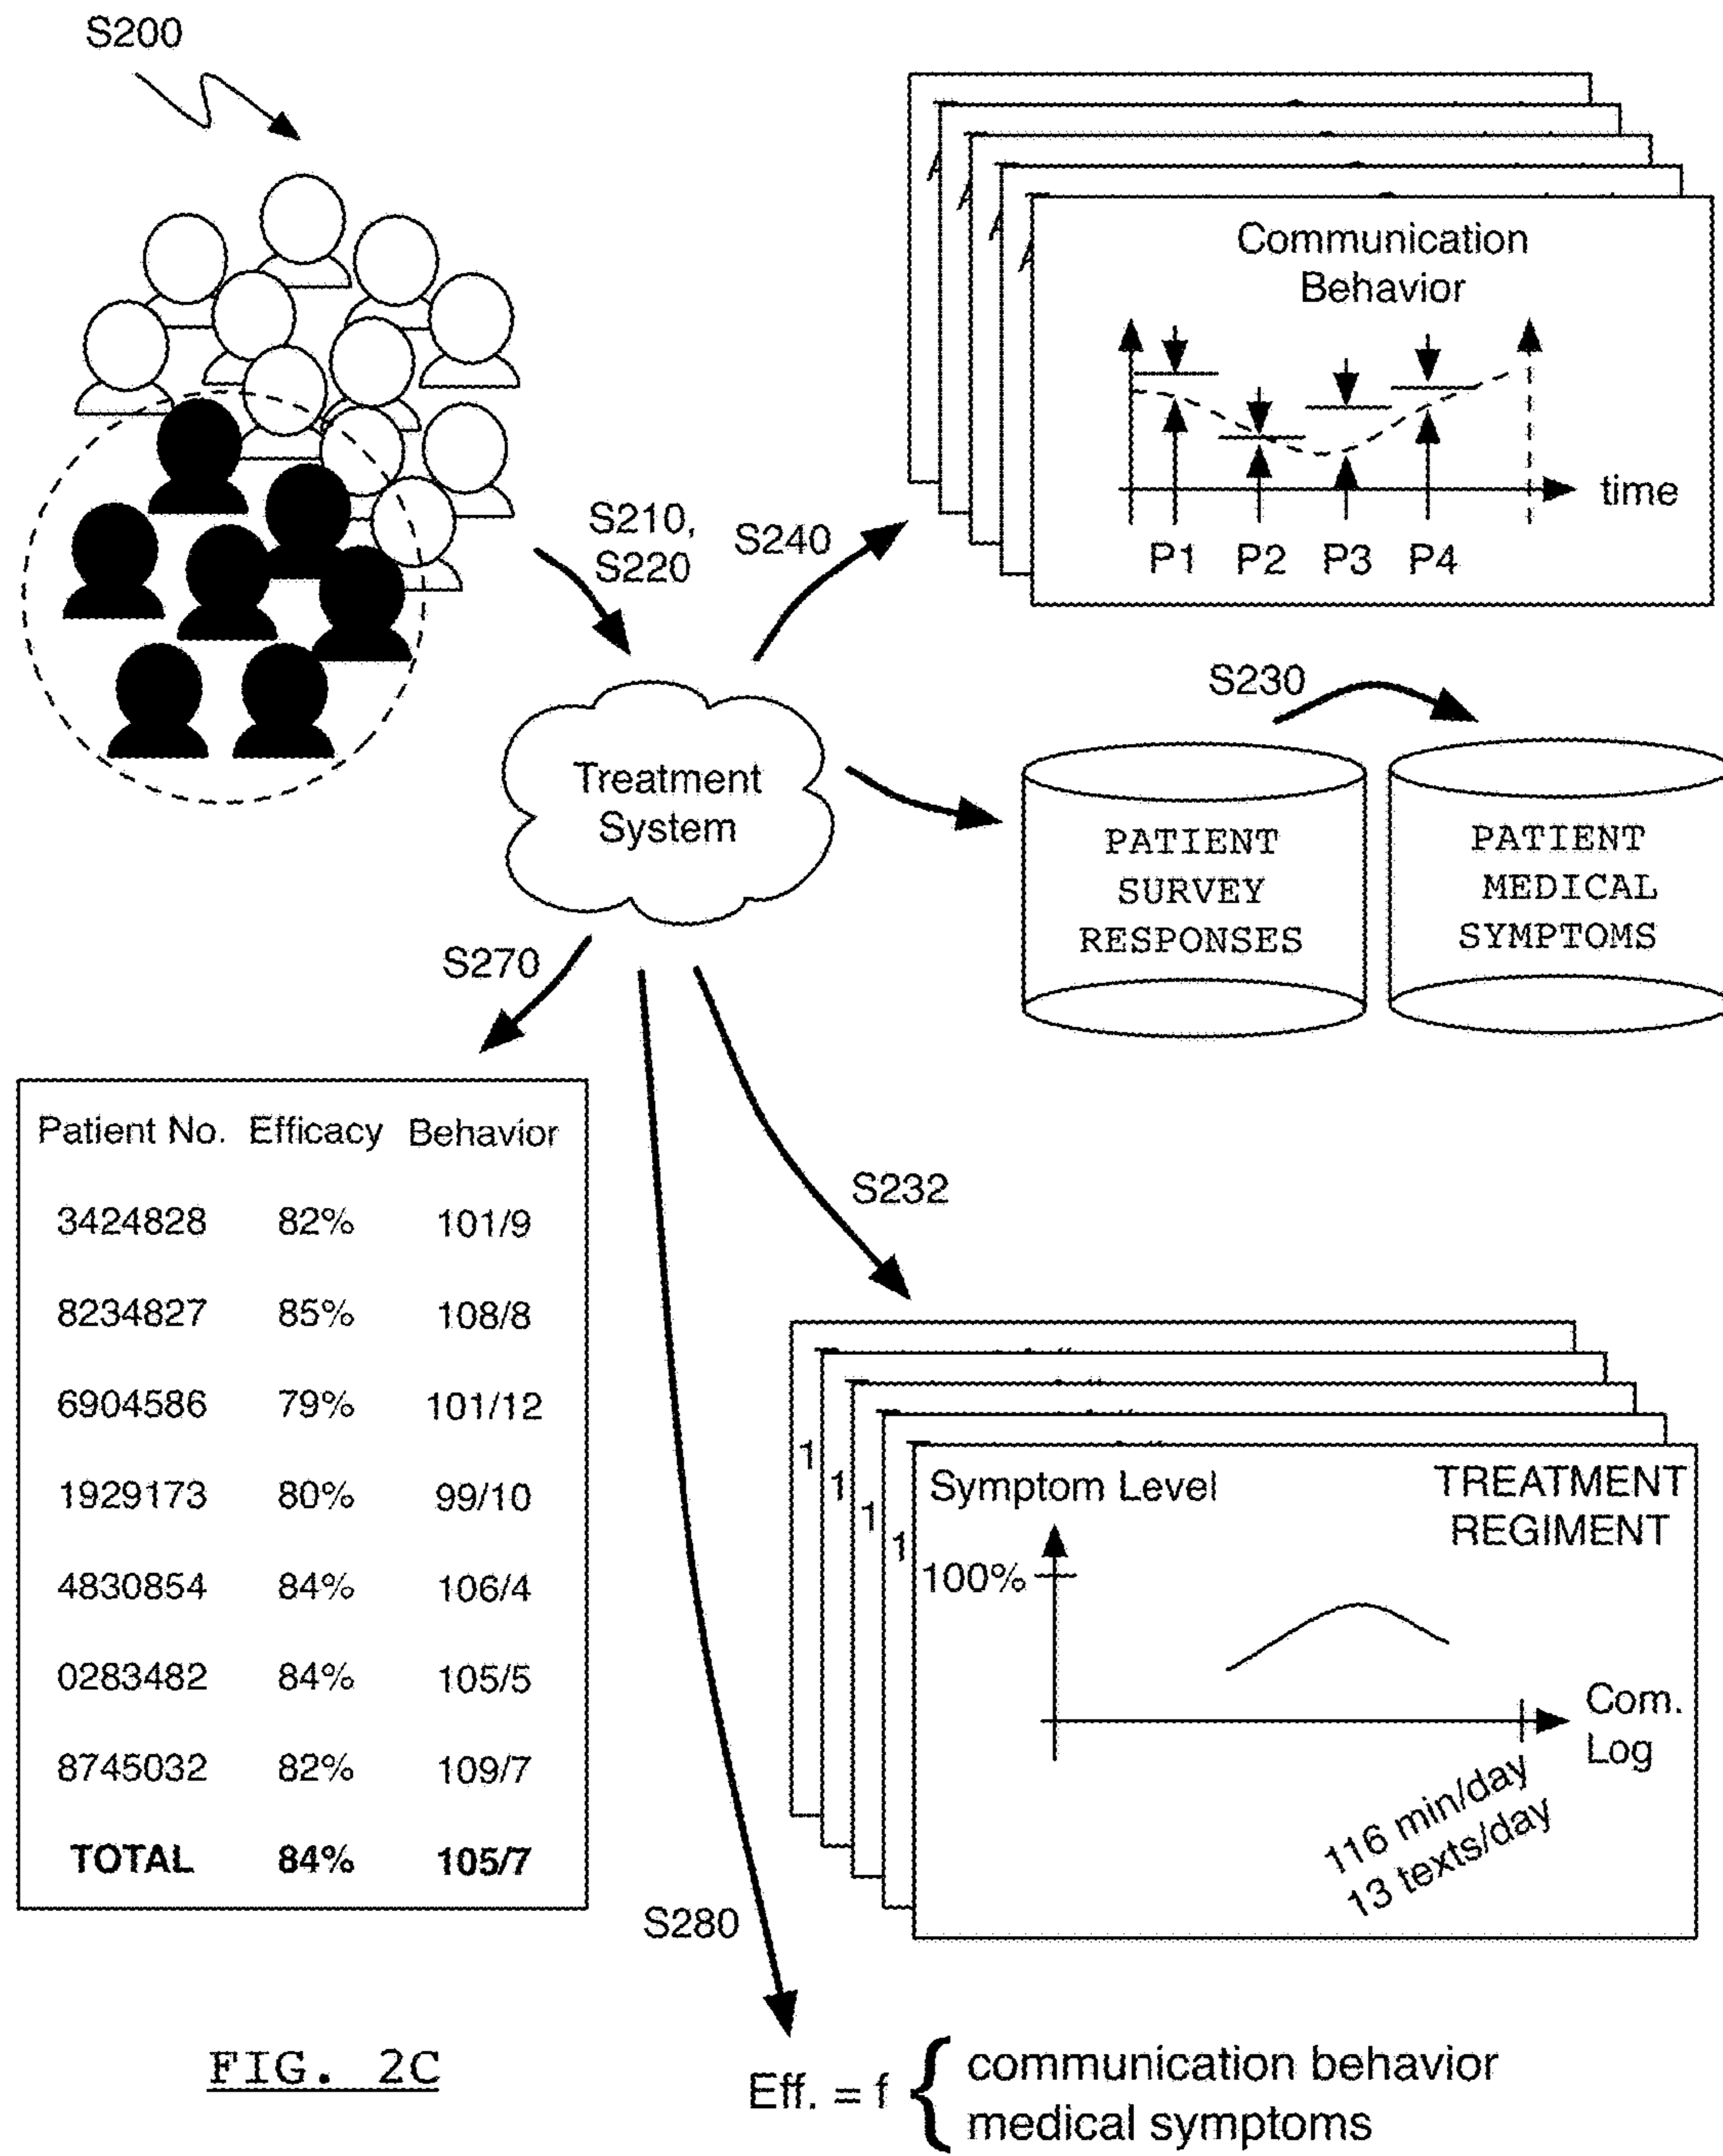 S200
Communication
Behavior
time
P1 P2 P3 P4
S210,
S220
S240
S230
Treatment
System
PATIENT
SURVEY
RESPONSES
PATIENT
MEDICAL
SYMPTOMS
S270
Patient No. Efficacy Behavior
3424828 82% 101/9
8234827 85% 108/8
6904586 79% 101/12
1929173 80% 99/10
4830854 84% 106/4
0283482 84% 105/5
8745032 82% 109/7
TOTAL 84% 105/7
S232
1
1
1
1
Symptom Level
TREATMENT
REGIMENT
100%
Com.
Log
116 min/day
13 texts/day
S280
Eff. = f { communication behavior
medical symptoms
FIG. 2C